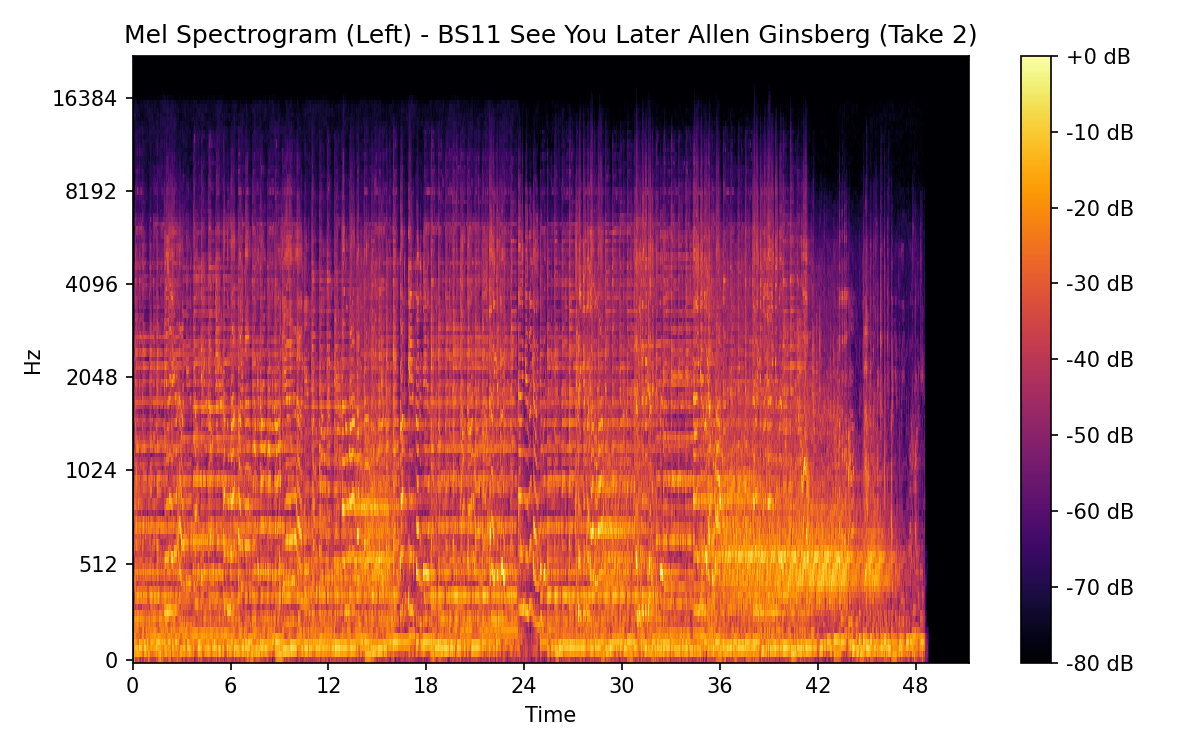 Mel Spectrogram (Left) - BS11 See You Later Allen Ginsberg (Take 2)
16384
8192
4096
2048
1024
512
0
Hz
0 6 12 18 24 30 36 42 48
Time
+0 dB
-10 dB
-20 dB
-30 dB
-40 dB
-50 dB
-60 dB
-70 dB
-80 dB